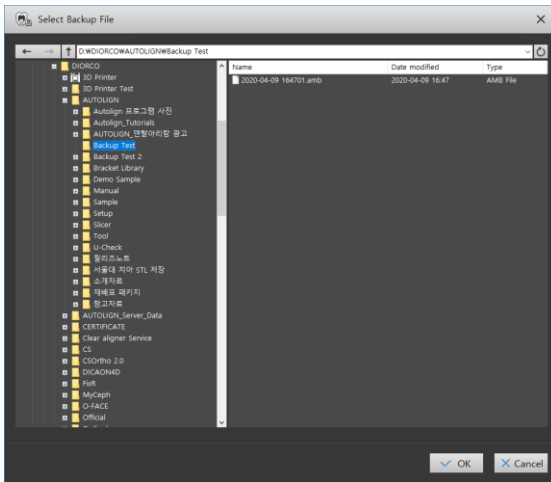 Select Backup File
D:₩DIORCO₩AUTOLIGN₩Backup Test
DIORCO
3D Printer
3D Printer Test
AUTOLIGN
Autolign 프로그램 사진
Autolign_Tutorials
AUTOLIGN_맨탈아리랑 광고
Backup Test
Backup Test 2
Bracket Library
Demo Sample
Manual
Sample
Setup
Slicer
Tool
U-Check
릴리즈노트
서울대 치아 STL 저장
소개자료
재배포 패키지
참고자료
AUTOLIGN_Server_Data
CERTIFICATE
Clear aligner Service
CS
CSOrtho 2.0
DICAON4D
FirR
MyCeph
O-FACE
Official
Name Date modified Type
2020-04-09 164701.amb 2020-04-09 16:47 AMB File
OK Cancel